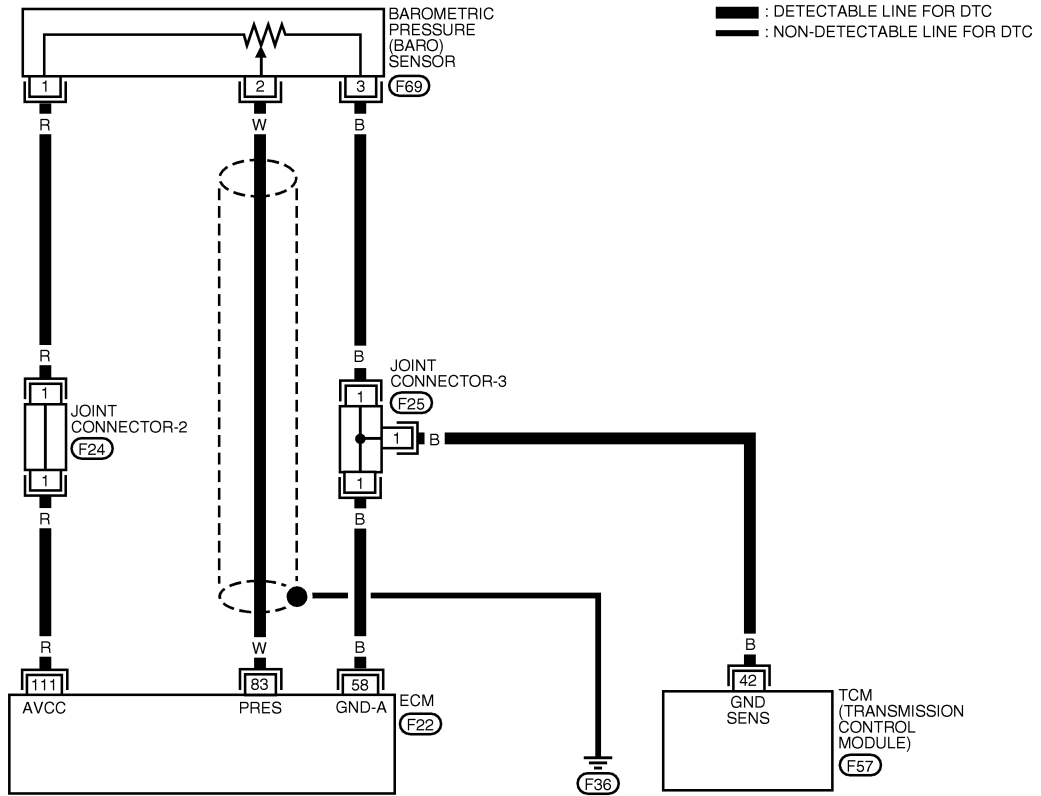 BAROMETRIC
PRESSURE
(BARO)
SENSOR
F69
: DETECTABLE LINE FOR DTC
: NON-DETECTABLE LINE FOR DTC
1
2
3
R
W
B
R
B
1
JOINT
CONNECTOR-2
F24
1
JOINT
CONNECTOR-3
F25
1
1
B
1
R
B
R
W
B
B
111
83
58
42
AVCC
PRES
GND-A
ECM
F22
F36
GND
SENS
TCM
(TRANSMISSION
CONTROL
MODULE)
F57